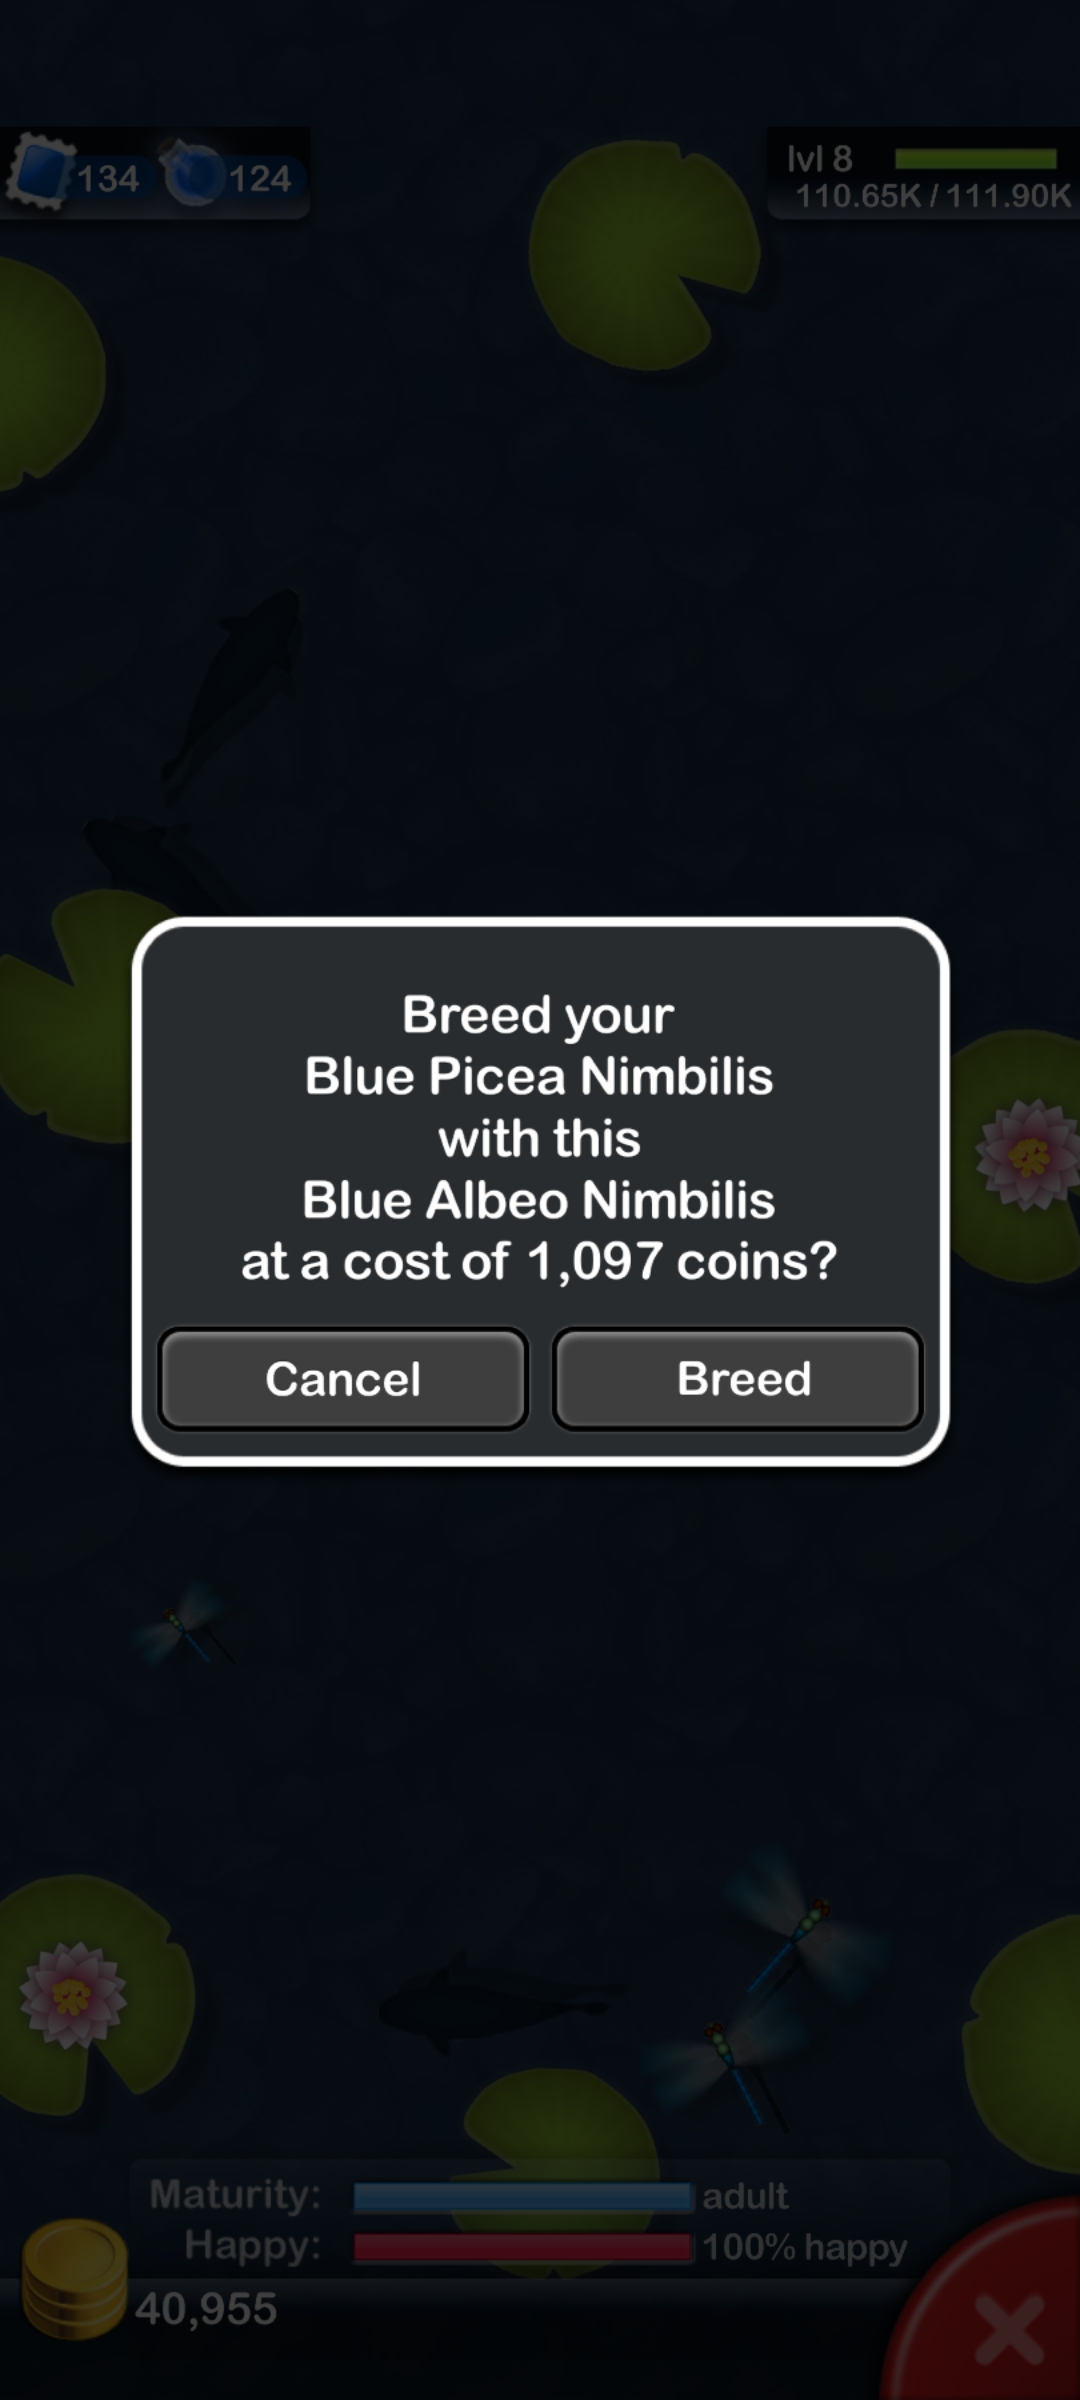 134
124
lvl 8
110.65K / 111.90K
Breed your
Blue Picea Nimbilis
with this
Blue Albeo Nimbilis
at a cost of 1,097 coins?
Cancel
Breed
Maturity:
adult
Happy:
100% happy
40,955